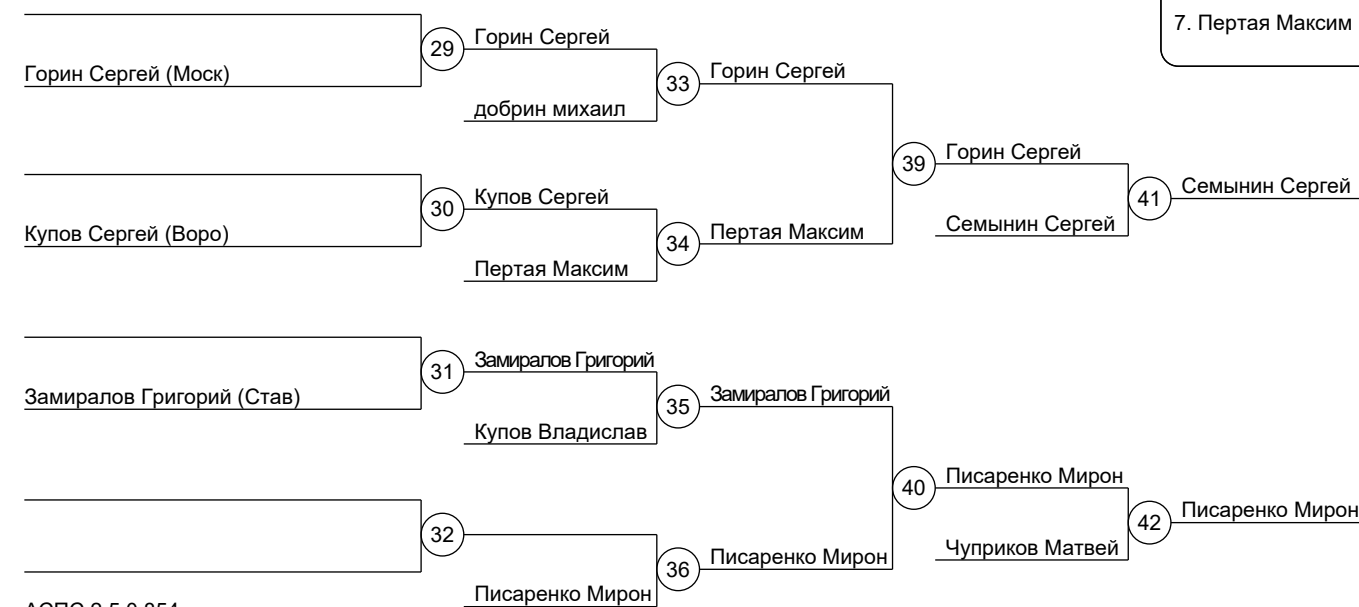 7. Пертая Максим
29
Горин Сергей
Горин Сергей (Моск)
33
Горин Сергей
добрин михаил
39
Горин Сергей
30
Купов Сергей
Купов Сергей (Воро)
34
Пертая Максим
Пертая Максим
Семынин Сергей
41
Семынин Сергей
31
Замиралов Григорий
Замиралов Григорий (Став)
35
Замиралов Григорий
Купов Владислав
40
Писаренко Мирон
32
36
Писаренко Мирон
Писаренко Мирон
Чуприков Матвей
42
Писаренко Мирон